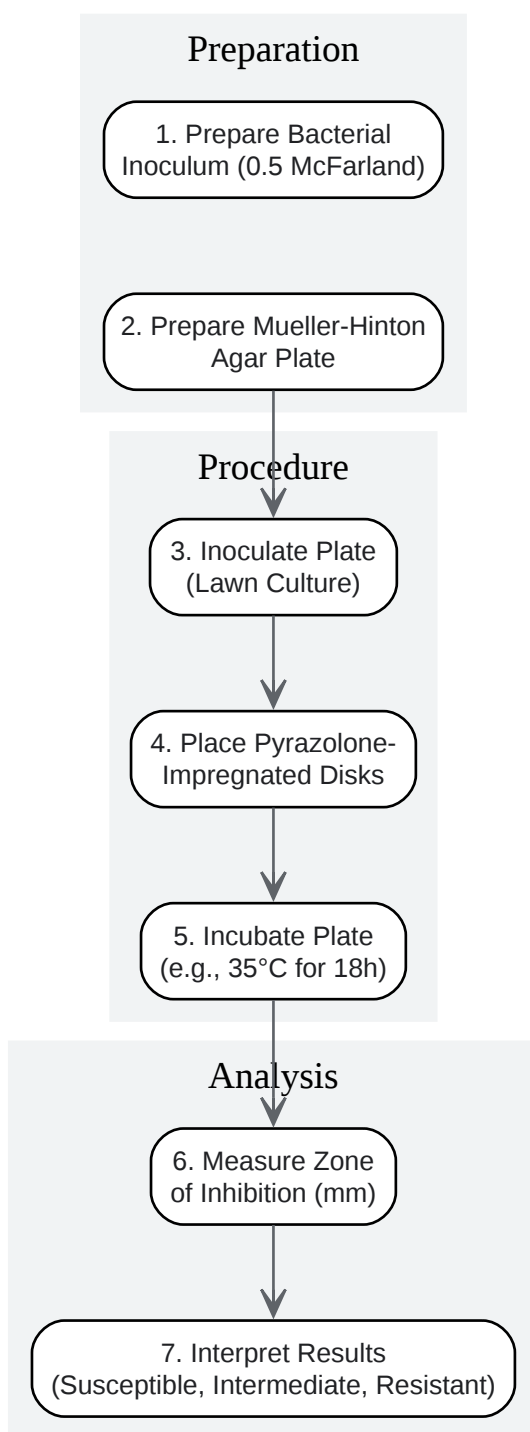 Preparation
1. Prepare Bacterial
Inoculum (0.5 McFarland)
2. Prepare Mueller-Hinton
Agar Plate
Procedure
3. Inoculate Plate
(Lawn Culture)
4. Place Pyrazolone-
Impregnated Disks
5. Incubate Plate
(e.g., 35°C for 18h)
Analysis
6. Measure Zone
of Inhibition (mm)
7. Interpret Results
(Susceptible, Intermediate, Resistant)